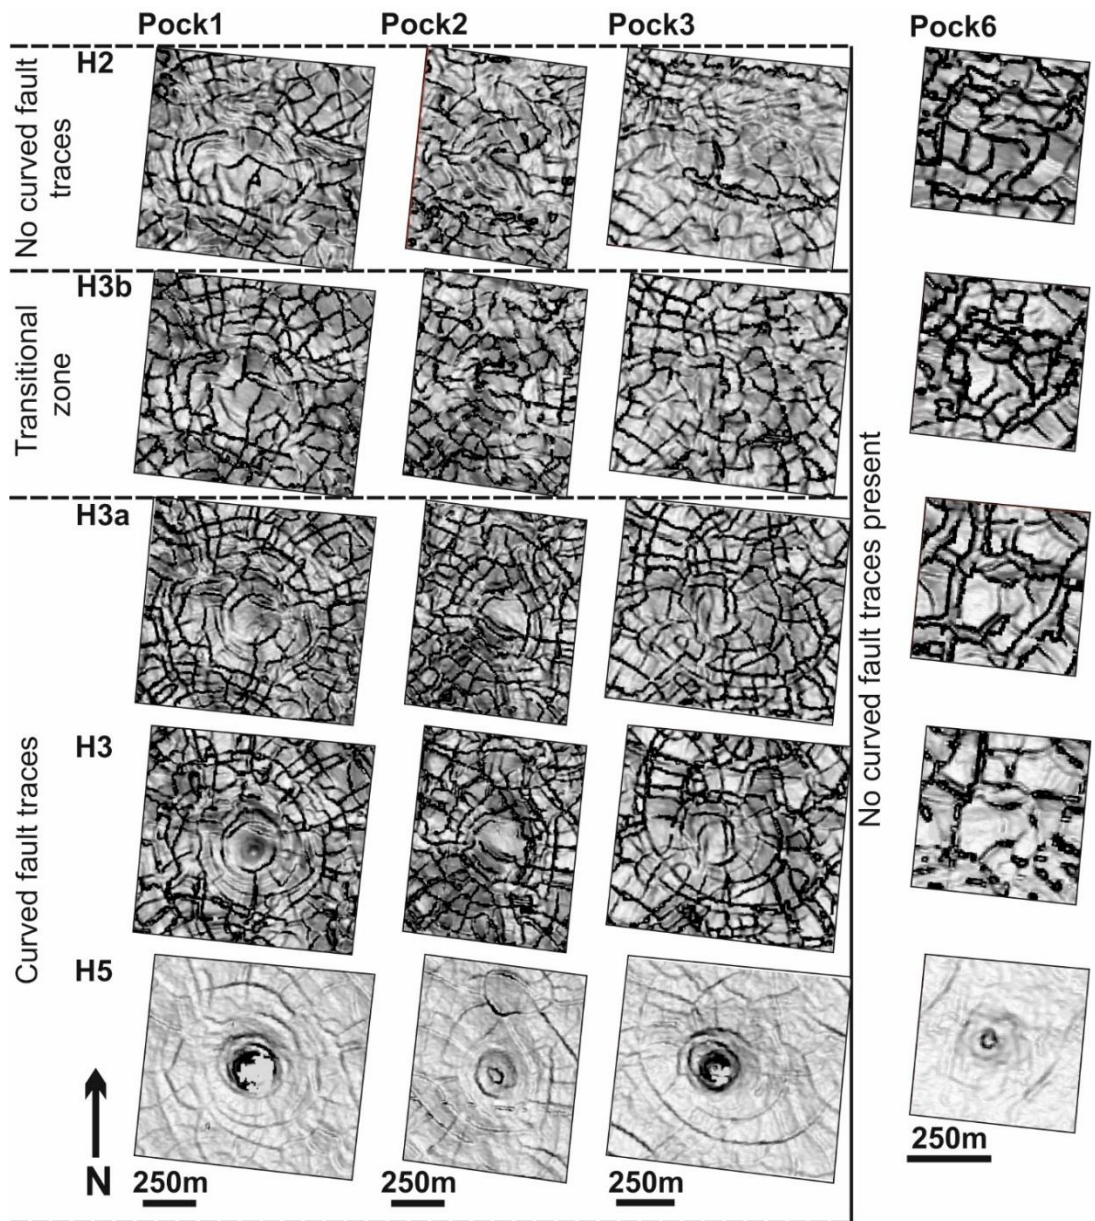 Pock1 Pock2 Pock3 Pock6
H2
No curved fault
traces
H3b
Transitional
zone
H3a
H3
Curved fault traces
H5
No curved fault traces present
N
250m 250m 250m 250m